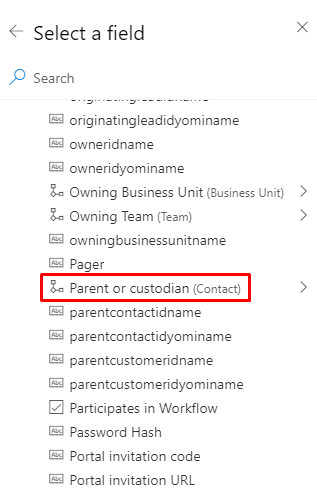 Select a field
Search
originatingleadidname
originatingleadidyominame
owneridname
owneridyominame
Owning Business Unit (Business Unit)
Owning Team (Team)
owningbusinessunitname
Pager
Parent or custodian (Contact)
parentcontactidname
parentcontactidyominame
parentcustomeridname
parentcustomeridyominame
Participates in Workflow
Password Hash
Portal invitation code
Portal invitation URL